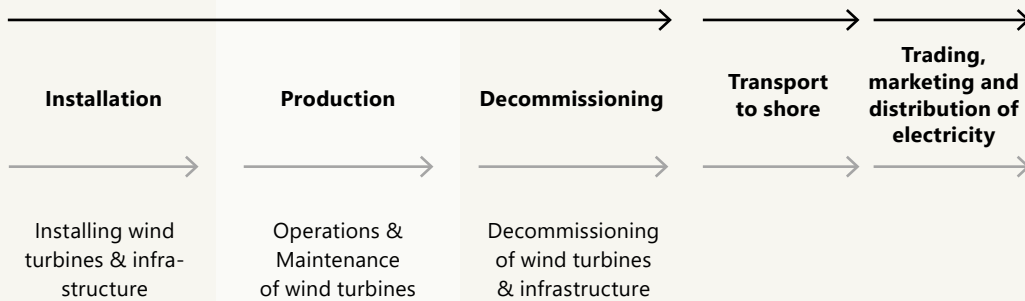 Installation
Production
Decommissioning
Transport
to shore
Trading,
marketing and
distribution of
electricity
Installing wind
turbines & infra-
structure
Operations &
Maintenance
of wind turbines
Decommissioning
of wind turbines
& infrastructure